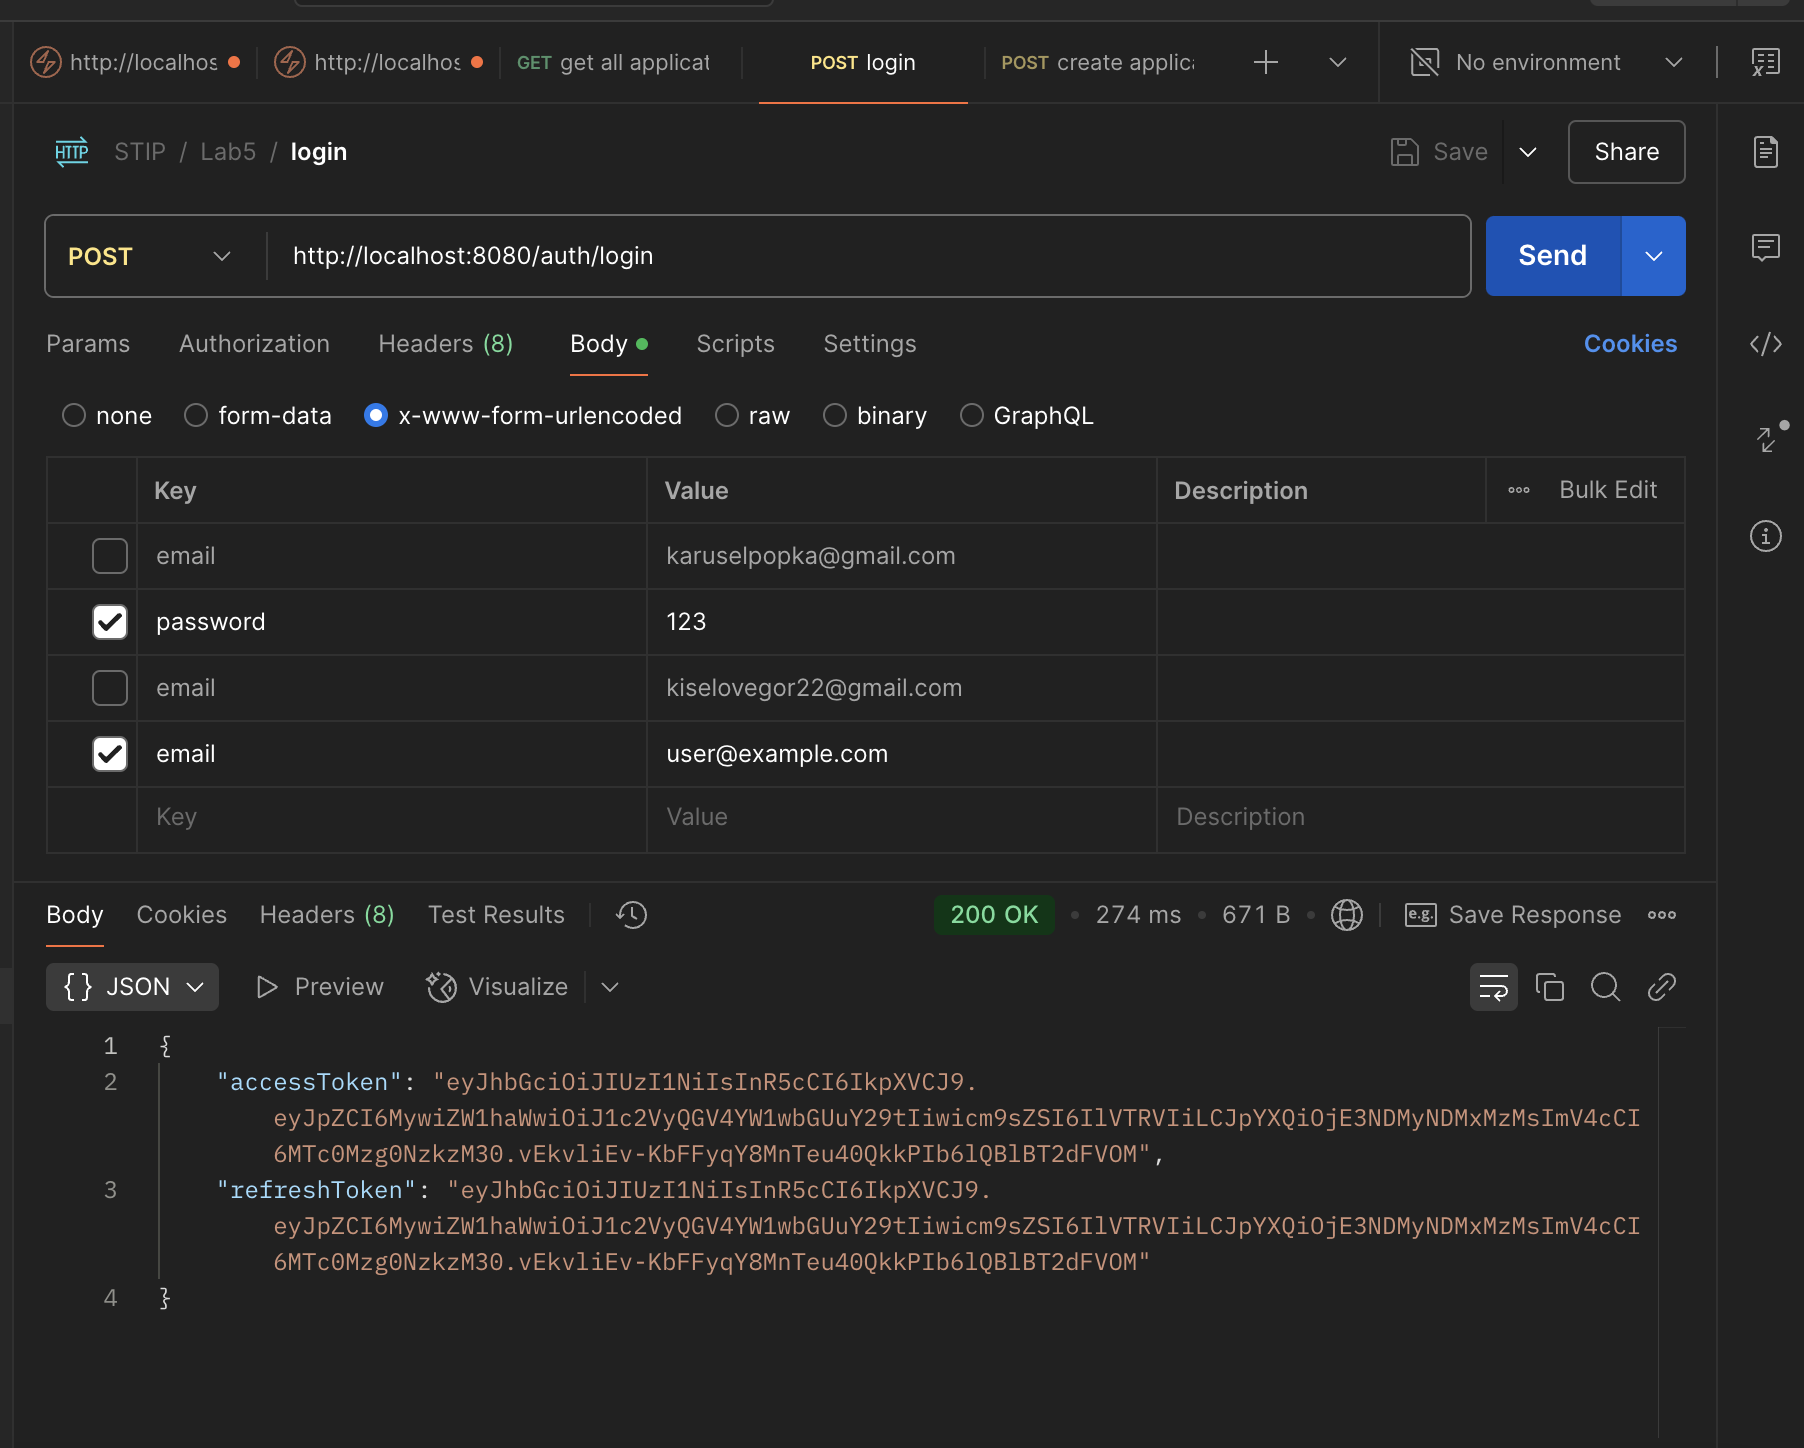 http://localhos http://localhos GET get all applicat POST login POST create applic No environment
HTTP STIP / Lab5 / login Save Share
POST http://localhost:8080/auth/login Send
Params Authorization Headers (8) Body Scripts Settings Cookies
none form-data x-www-form-urlencoded raw binary GraphQL
Key Value Description Bulk Edit
email karuselpopka@gmail.com
password 123
email kiselovegor22@gmail.com
email user@example.com
Key Value Description
Body Cookies Headers (8) Test Results 200 OK • 274 ms • 671 B • e.g. Save Response
{} JSON Preview Visualize
1 {
2 "accessToken": "eyJhbGciOiJIUzI1NiIsInR5cCI6IkpXVCJ9.
eyJpZCI6MywiZW1haWwiOiJ1c2VyQGV4YW1wbGUuY29tIiwicm9sZSI6IlVTRVIiLCJpYXQiOjE3NDMyNDMxMzMsImV4cCI
6MTc0Mzg0NzkzM30.vEkvliEv-KbFFyqY8MnTeu40QkkPIb6lQBlBT2dFVOM",
3 "refreshToken": "eyJhbGciOiJIUzI1NiIsInR5cCI6IkpXVCJ9.
eyJpZCI6MywiZW1haWwiOiJ1c2VyQGV4YW1wbGUuY29tIiwicm9sZSI6IlVTRVIiLCJpYXQiOjE3NDMyNDMxMzMsImV4cCI
6MTc0Mzg0NzkzM30.vEkvliEv-KbFFyqY8MnTeu40QkkPIb6lQBlBT2dFVOM"
4 }